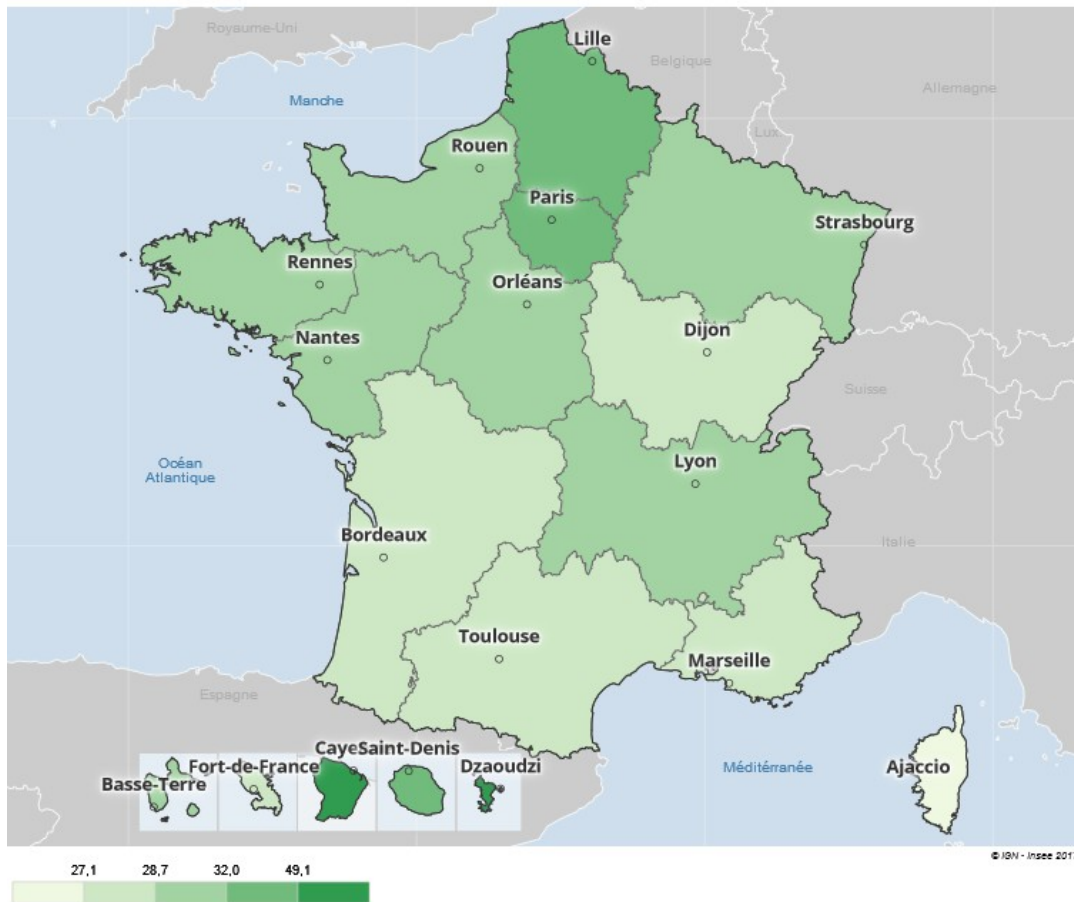 Royaume-Uni
Lille
Belgique
Allemagne
Manche
Lux
Rouen
Paris
Strasbourg
Rennes
Orléans
Nantes
Dijon
Suisse
Océan
Atlantique
Lyon
Bordeaux
Italie
Toulouse
Marseille
Espagne
CayeSaint-Denis
Fort-de-France
Dzaoudzi
Basse-Terre
Méditérranée
Ajaccio
© IGN - Insee 201
27,1 28,7 32,0 49,1